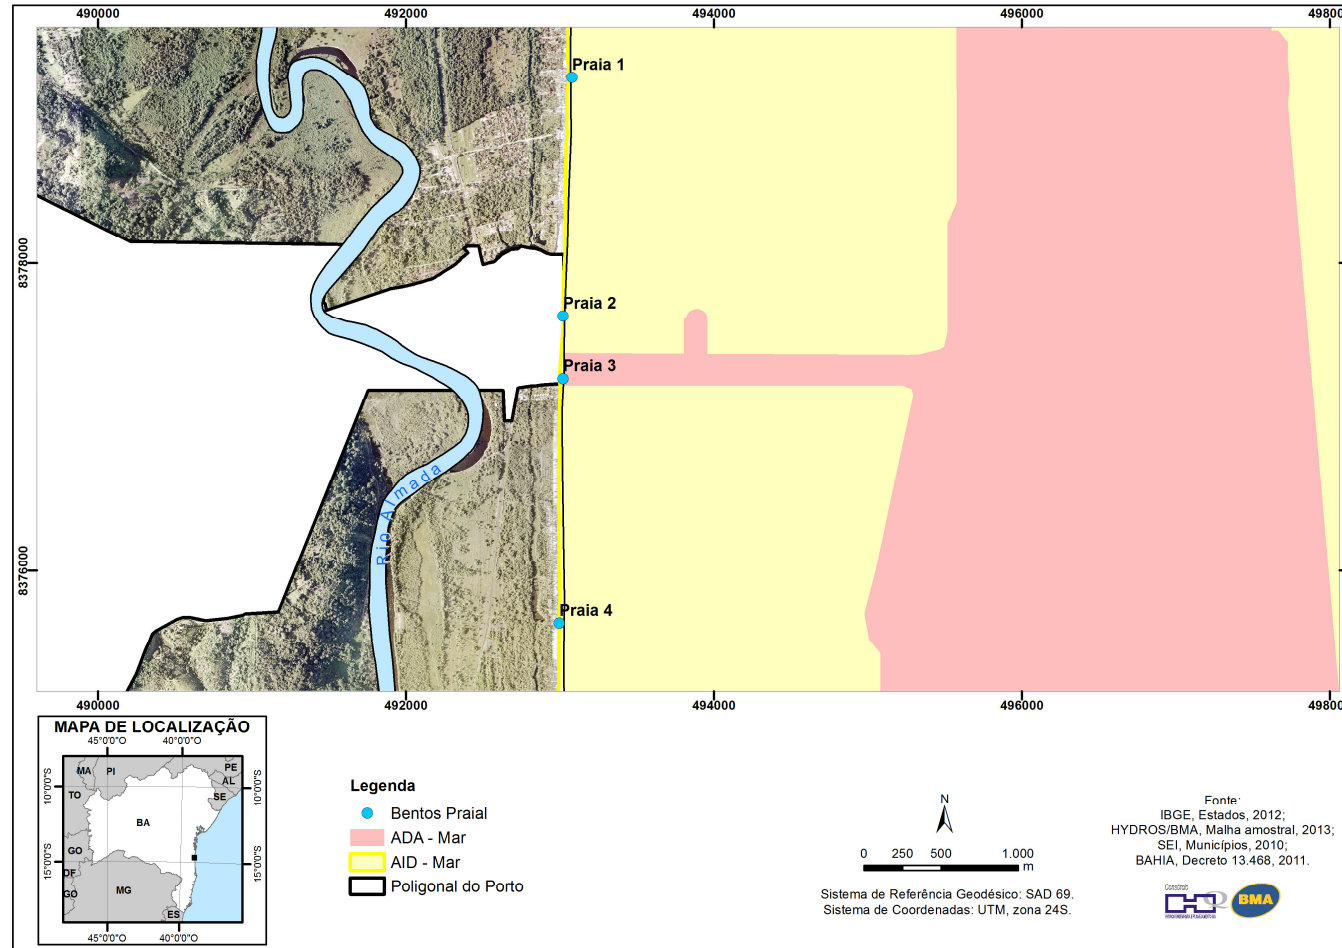 490000
492000
494000
496000
49800
Praia 1
8378000
Praia 2
Praia 3
Rio Almada
8376000
Praia 4
490000
492000
494000
496000
49800
MAPA DE LOCALIZAÇÃO
45°0'0"O
40°0'0"O
10°0'0"S
10°0'0"S
MA
PI
PE
AL
TO
SE
BA
GO
15°0'0"S
15°0'0"S
DF
GO
MG
ES
45°0'0"O
40°0'0"O
Legenda
Bentos Praial
ADA - Mar
AID - Mar
Poligonal do Porto
N
0 250 500 1.000
m
Sistema de Referência Geodésico: SAD 69.
Sistema de Coordenadas: UTM, zona 24S.
Fonte:
IBGE, Estados, 2012;
HYDROS/BMA, Malha amostral, 2013;
SEI, Municípios, 2010;
BAHIA, Decreto 13.468, 2011.
Consórcio
BMA